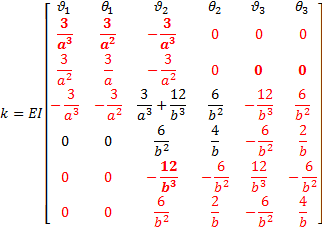 ϑ₁ θ₁ ϑ₂ θ₂ ϑ₃ θ₃
3/a³ 3/a² −3/a³ 0 0 0
3/a² 3/a −3/a² 0 0 0
k = EI −3/a³ −3/a² 3/a³+12/b³ 6/b² −12/b³ 6/b²
0 0 6/b² 4/b −6/b² 2/b
0 0 −12/b³ −6/b² 12/b³ −6/b²
0 0 6/b² 2/b −6/b² 4/b